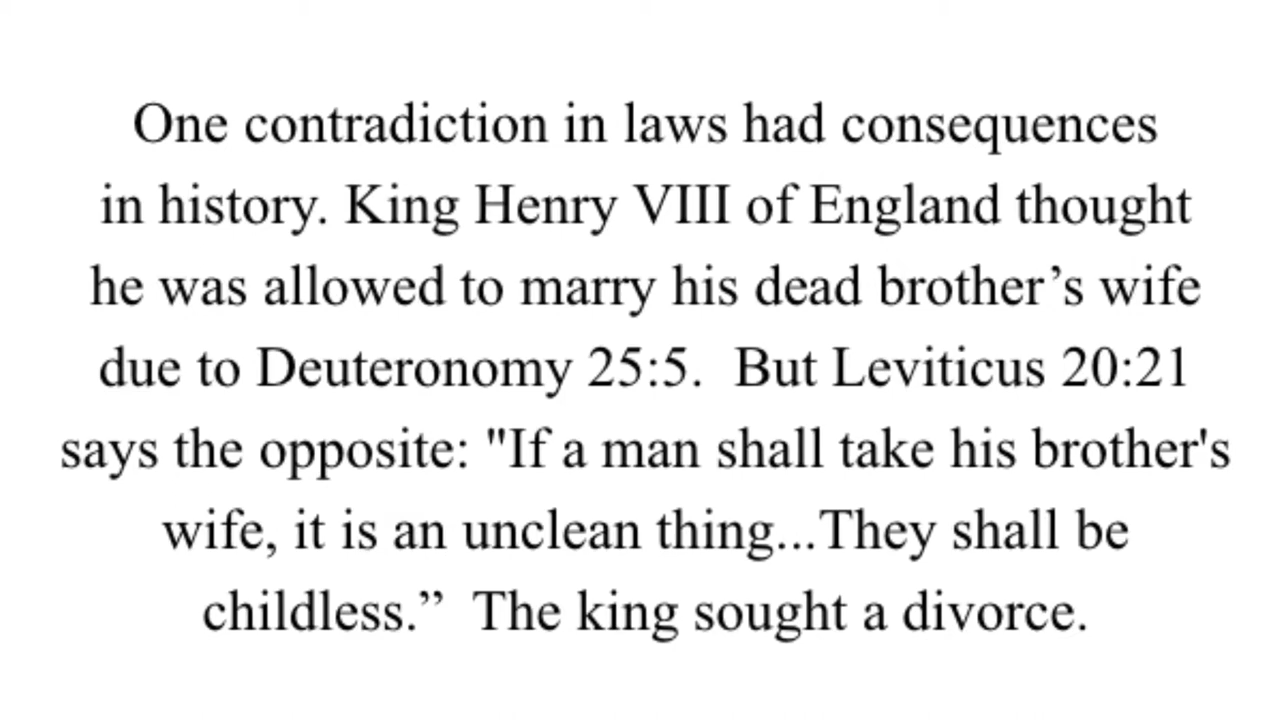 One contradiction in laws had consequences
in history. King Henry VIII of England thought
he was allowed to marry his dead brother’s wife
due to Deuteronomy 25:5.  But Leviticus 20:21
says the opposite: "If a man shall take his brother's
wife, it is an unclean thing...They shall be
childless.”  The king sought a divorce.